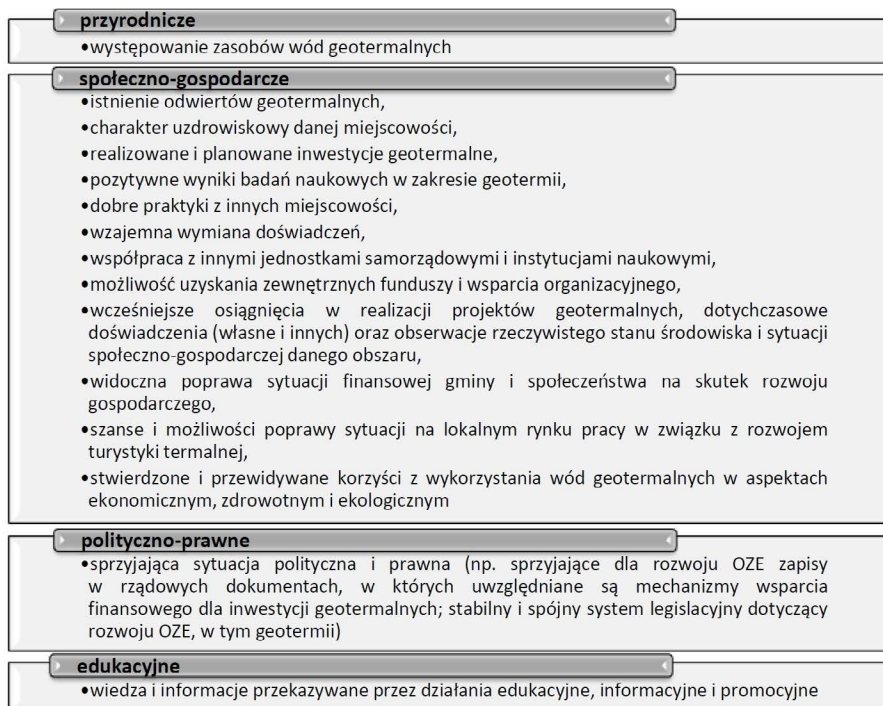 przyrodnicze
•występowanie zasobów wód geotermalnych
społeczno-gospodarcze
•istnienie odwiertów geotermalnych,
•charakter uzdrowiskowy danej miejscowości,
•realizowane i planowane inwestycje geotermalne,
•pozytywne wyniki badań naukowych w zakresie geotermii,
•dobre praktyki z innych miejscowości,
•wzajemna wymiana doświadczeń,
•współpraca z innymi jednostkami samorządowymi i instytucjami naukowymi,
•możliwość uzyskania zewnętrznych funduszy i wsparcia organizacyjnego,
•wcześniejsze osiągnięcia w realizacji projektów geotermalnych, dotychczasowe
doświadczenia (własne i innych) oraz obserwacje rzeczywistego stanu środowiska i sytuacji
społeczno-gospodarczej danego obszaru,
•widoczna poprawa sytuacji finansowej gminy i społeczeństwa na skutek rozwoju
gospodarczego,
•szanse i możliwości poprawy sytuacji na lokalnym rynku pracy w związku z rozwojem
turystyki termalnej,
•stwierdzone i przewidywane korzyści z wykorzystania wód geotermalnych w aspektach
ekonomicznym, zdrowotnym i ekologicznym
polityczno-prawne
•sprzyjająca sytuacja polityczna i prawna (np. sprzyjające dla rozwoju OZE zapisy
w rządowych dokumentach, w których uwzględniane są mechanizmy wsparcia
finansowego dla inwestycji geotermalnych; stabilny i spójny system legislacyjny dotyczący
rozwoju OZE, w tym geotermii)
edukacyjne
•wiedza i informacje przekazywane przez działania edukacyjne, informacyjne i promocyjne